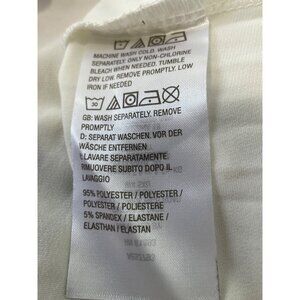 MACHINE WASH COLD. WASH
SEPARATELY. ONLY NON-CHLORINE
BLEACH WHEN NEEDED. TUMBLE
DRY LOW. REMOVE PROMPTLY. LOW
IRON IF NEEDED
30
GB: WASH SEPARATELY. REMOVE
PROMPTLY
D: SEPARAT WASCHEN. VOR DER
WÄSCHE ENTFERNEN
I: LAVARE SEPARATAMENTE.
RIMUOVERE SUBITO DOPO IL
LAVAGGIO
95% POLYESTER / POLYESTER /
POLYESTER / POLIESTERE
5% SPANDEX / ELASTANE /
ELASTHAN / ELASTAN